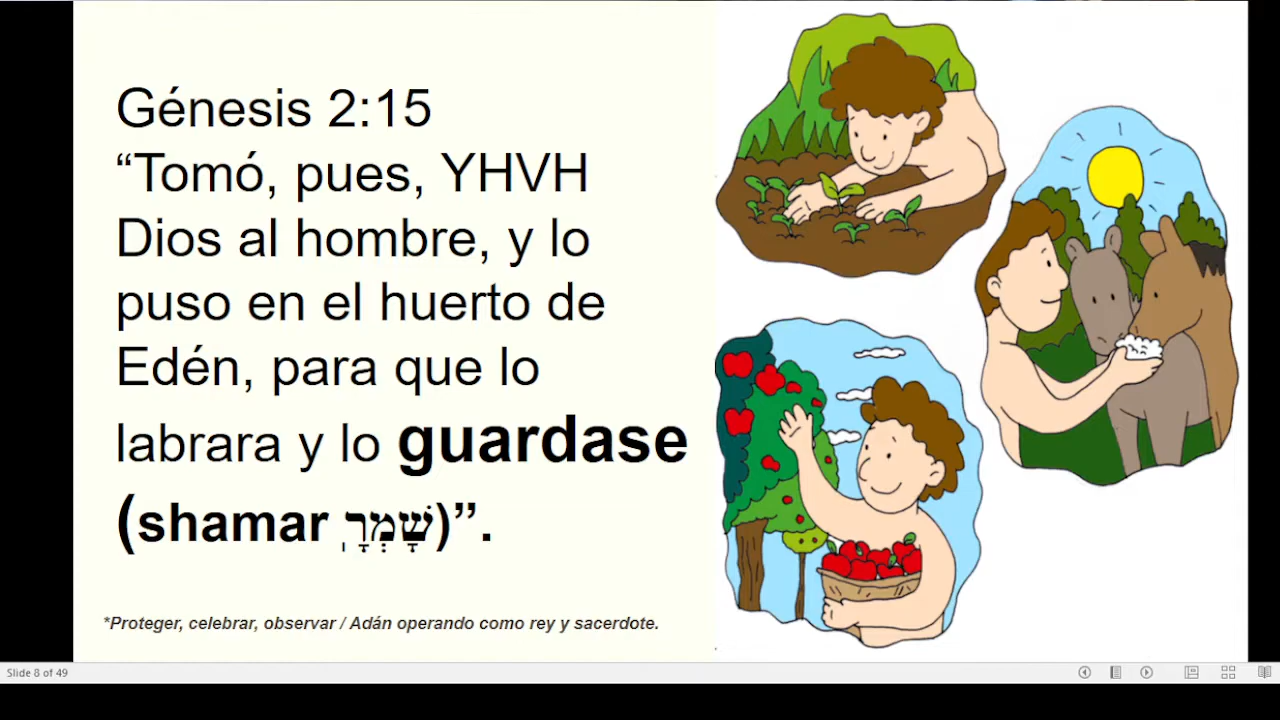 Génesis 2:15
“Tomó, pues, YHVH
Dios al hombre, y lo
puso en el huerto de
Edén, para que lo
labrara y lo guardase
(shamar שָׁמְרָֽ)”.
*Proteger, celebrar, observar / Adán operando como rey y sacerdote.
Slide 8 of 49